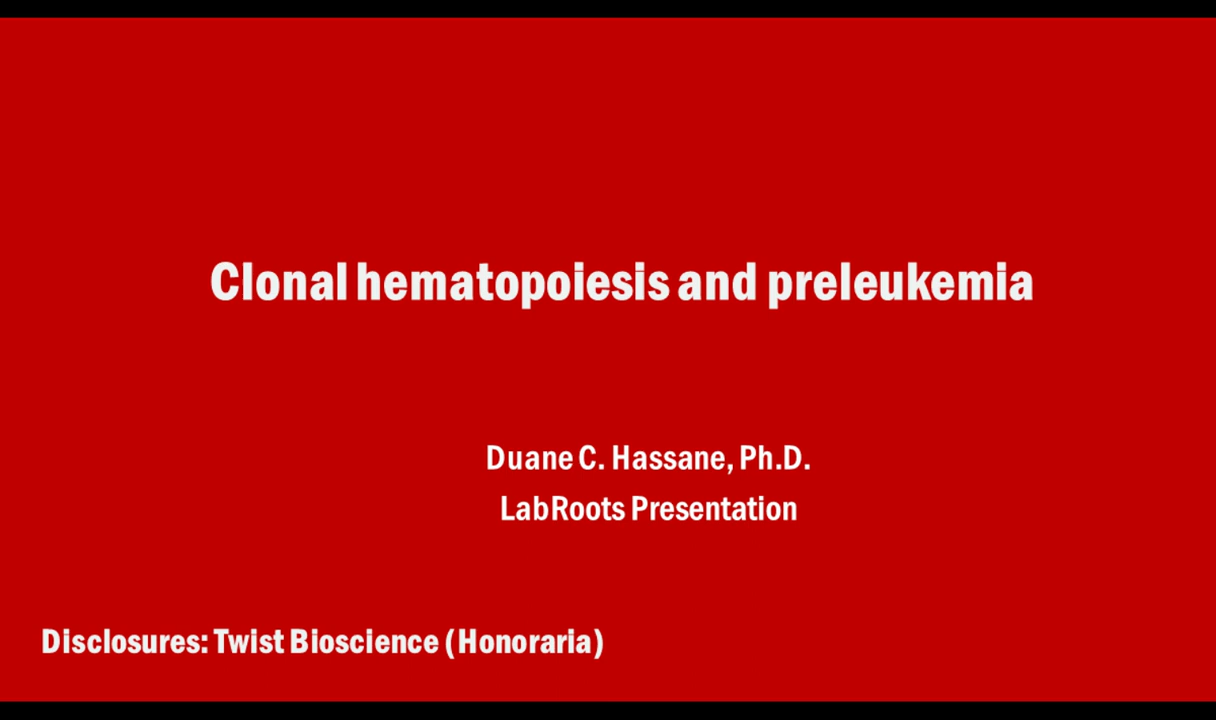 Clonal hematopoiesis and preleukemia
Duane C. Hassane, Ph.D.
LabRoots Presentation
Disclosures: Twist Bioscience (Honoraria)